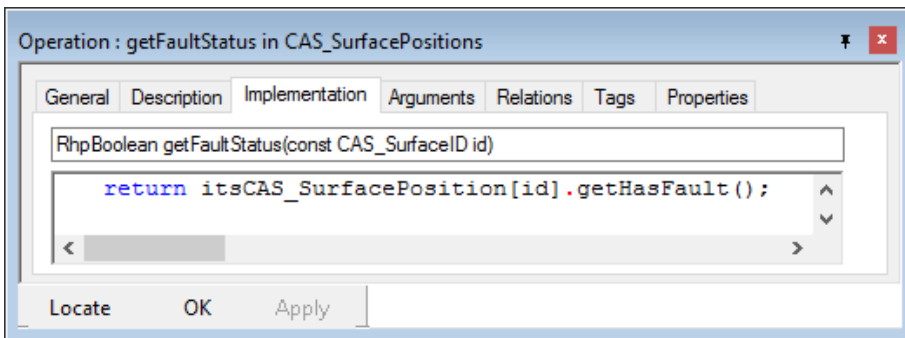 Operation : getFaultStatus in CAS_SurfacePositions
General Description Implementation Arguments Relations Tags Properties
RhpBoolean getFaultStatus(const CAS_SurfaceID id)
return itsCAS_SurfacePosition[id].getHasFault();
Locate OK Apply